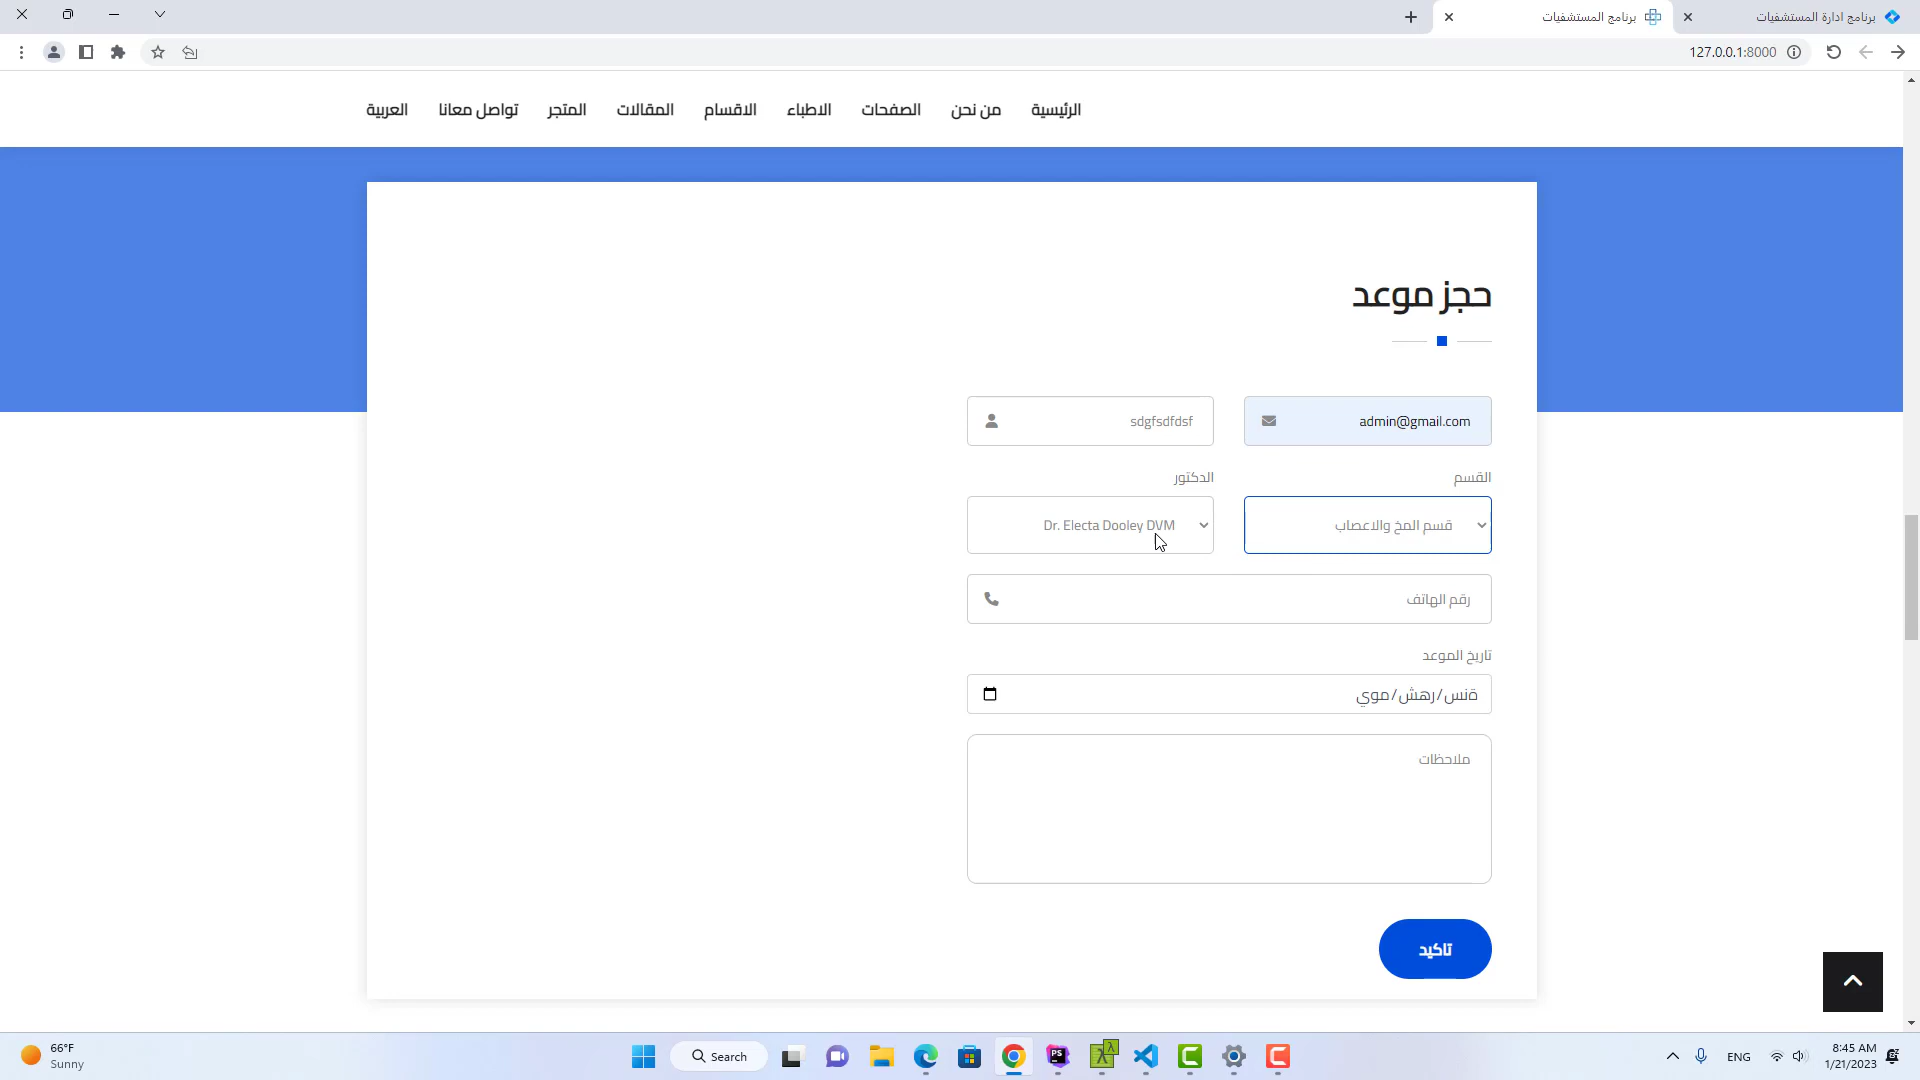 برنامج ادارة المستشفيات
برنامج المستشفيات
127.0.0.1:8000
الرئيسية من نحن الصفحات الاطباء الاقسام المقالات المتجر تواصل معانا العربية
حجز موعد
admin@gmail.com
sdgfsdfdsf
القسم
الدكتور
قسم المخ والاعصاب
Dr. Electa Dooley DVM
رقم الهاتف
تاريخ الموعد
ةنس/رهش/موي
ملاحظات
تاكيد
66°F
Sunny
Search
PS
ENG
8:45 AM
1/21/2023